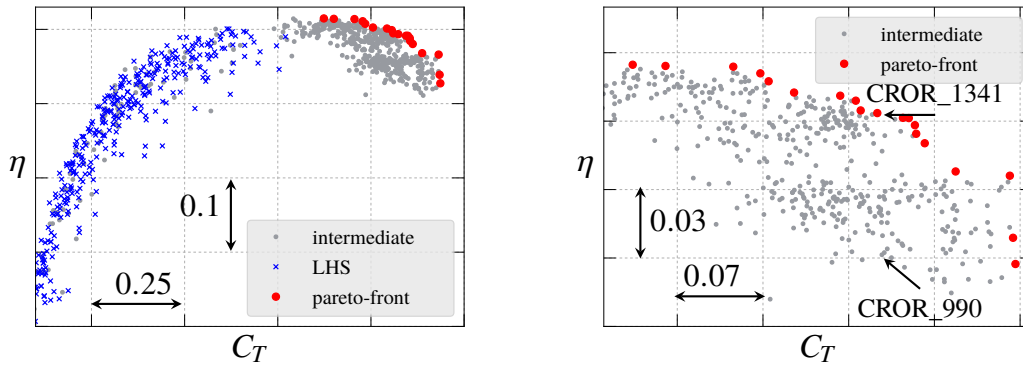 η
0.1
0.25
intermediate
LHS
pareto-front
C_T
intermediate
pareto-front
CROR_1341
η
0.03
0.07
CROR_990
C_T